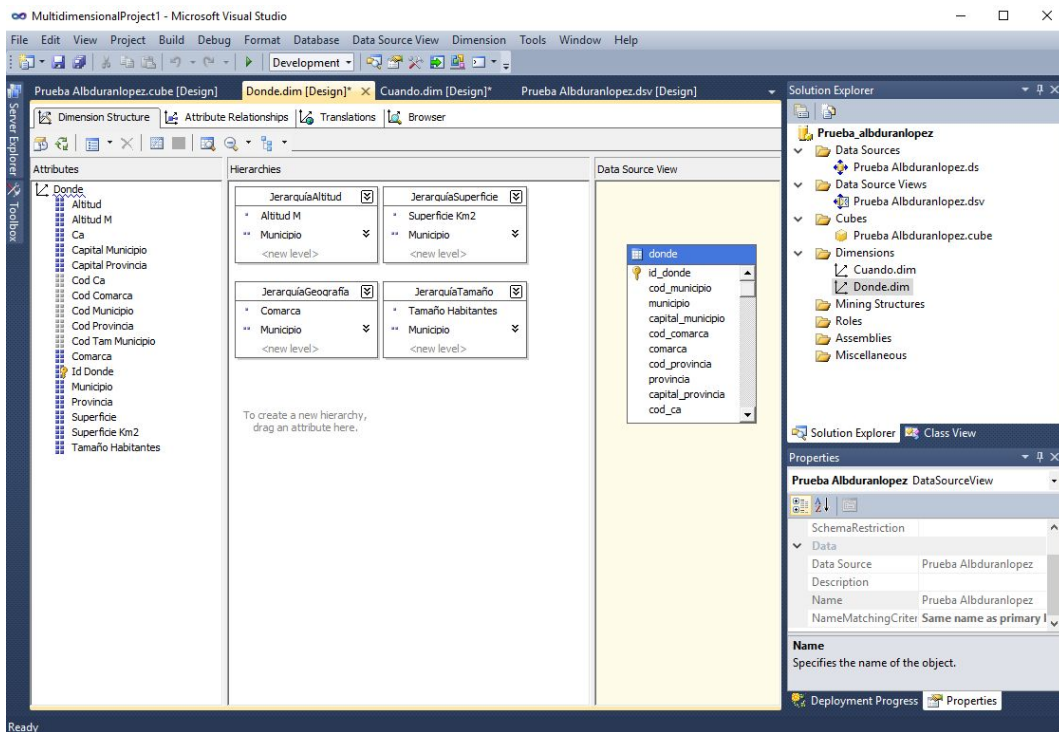 MultidimensionalProject1 - Microsoft Visual Studio
File Edit View Project Build Debug Format Database Data Source View Dimension Tools Window Help
Development
Server Explorer
Toolbox
Prueba Albduranlopez.cube [Design]
Donde.dim [Design]*
Cuando.dim [Design]*
Prueba Albduranlopez.dsv [Design]
Dimension Structure
Attribute Relationships
Translations
Browser
Attributes
Donde
Altitud
Altitud M
Ca
Capital Municipio
Capital Provincia
Cod Ca
Cod Comarca
Cod Municipio
Cod Provincia
Cod Tam Municipio
Comarca
Id Donde
Municipio
Provincia
Superficie
Superficie Km2
Tamaño Habitantes
Hierarchies
JerarquíaAltitud
Altitud M
Municipio
<new level>
JerarquíaSuperficie
Superficie Km2
Municipio
<new level>
JerarquíaGeografía
Comarca
Municipio
<new level>
JerarquíaTamaño
Tamaño Habitantes
Municipio
<new level>
To create a new hierarchy,
drag an attribute here.
Data Source View
donde
id_donde
cod_municipio
municipio
capital_municipio
cod_comarca
comarca
cod_provincia
provincia
capital_provincia
cod_ca
Solution Explorer
Prueba_albduranlopez
Data Sources
Prueba Albduranlopez.ds
Data Source Views
Prueba Albduranlopez.dsv
Cubes
Prueba Albduranlopez.cube
Dimensions
Cuando.dim
Donde.dim
Mining Structures
Roles
Assemblies
Miscellaneous
Solution Explorer
Class View
Properties
Prueba Albduranlopez DataSourceView
SchemaRestriction
Data
Data Source Prueba Albduranlopez
Description
Name Prueba Albduranlopez
NameMatchingCriter Same name as primary
Name
Specifies the name of the object.
Deployment Progress
Properties
Ready